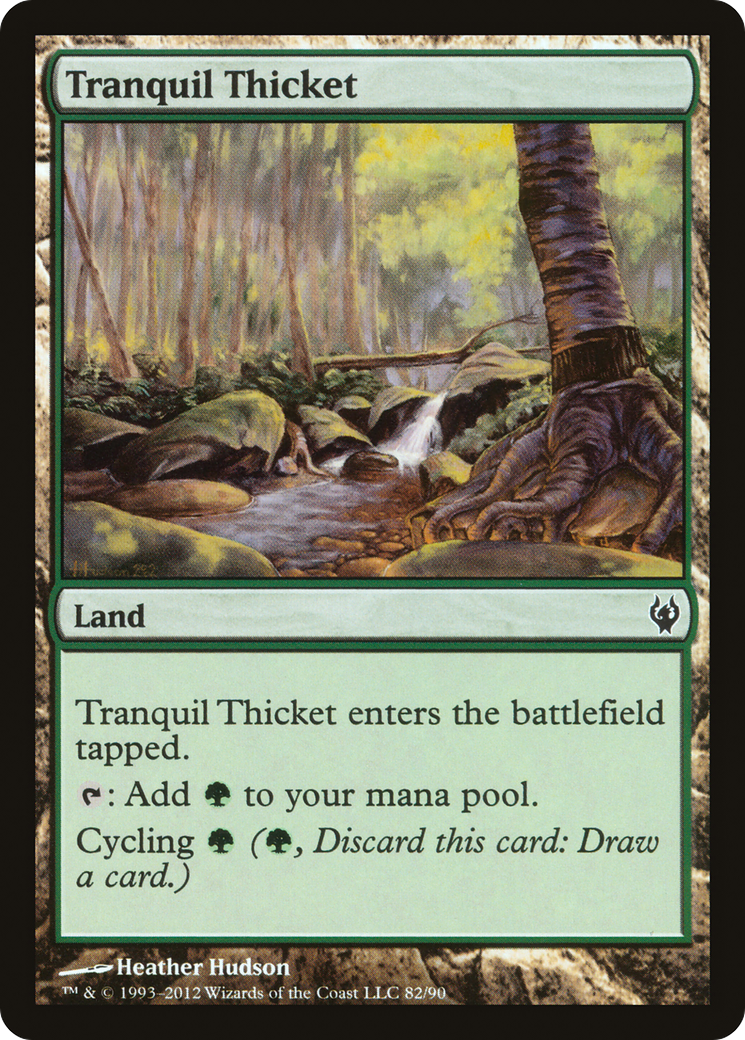 Tranquil Thicket
Land
Tranquil Thicket enters the battlefield
tapped.
: Add to your mana pool.
Cycling (, Discard this card: Draw
a card.)
Heather Hudson
™ & © 1993–2012 Wizards of the Coast LLC 82/90